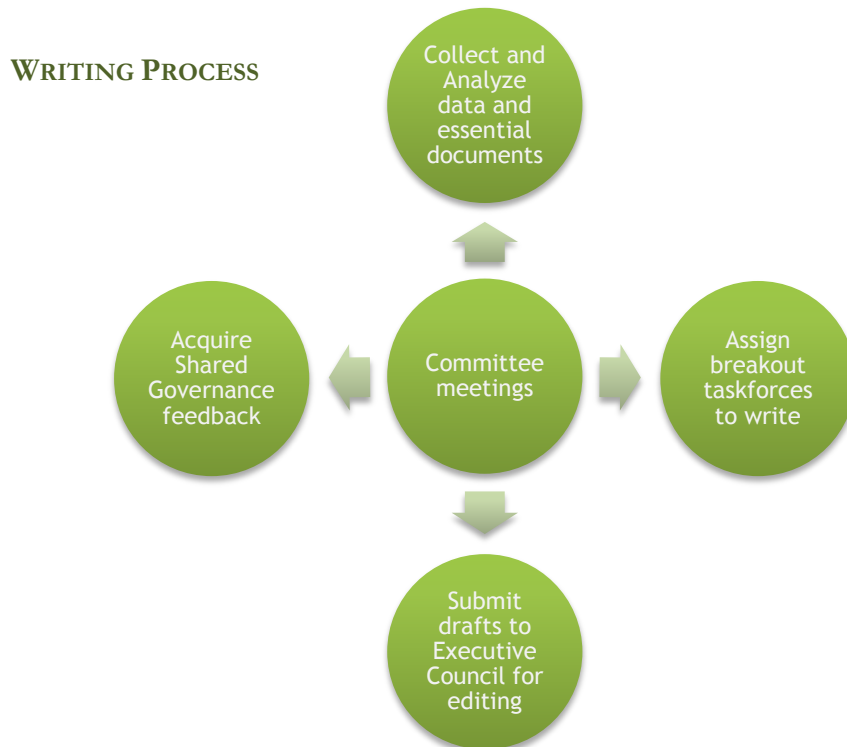 WRITING PROCESS
Collect and
Analyze
data and
essential
documents
Acquire
Shared
Governance
feedback
Committee
meetings
Assign
breakout
taskforces
to write
Submit
drafts to
Executive
Council for
editing